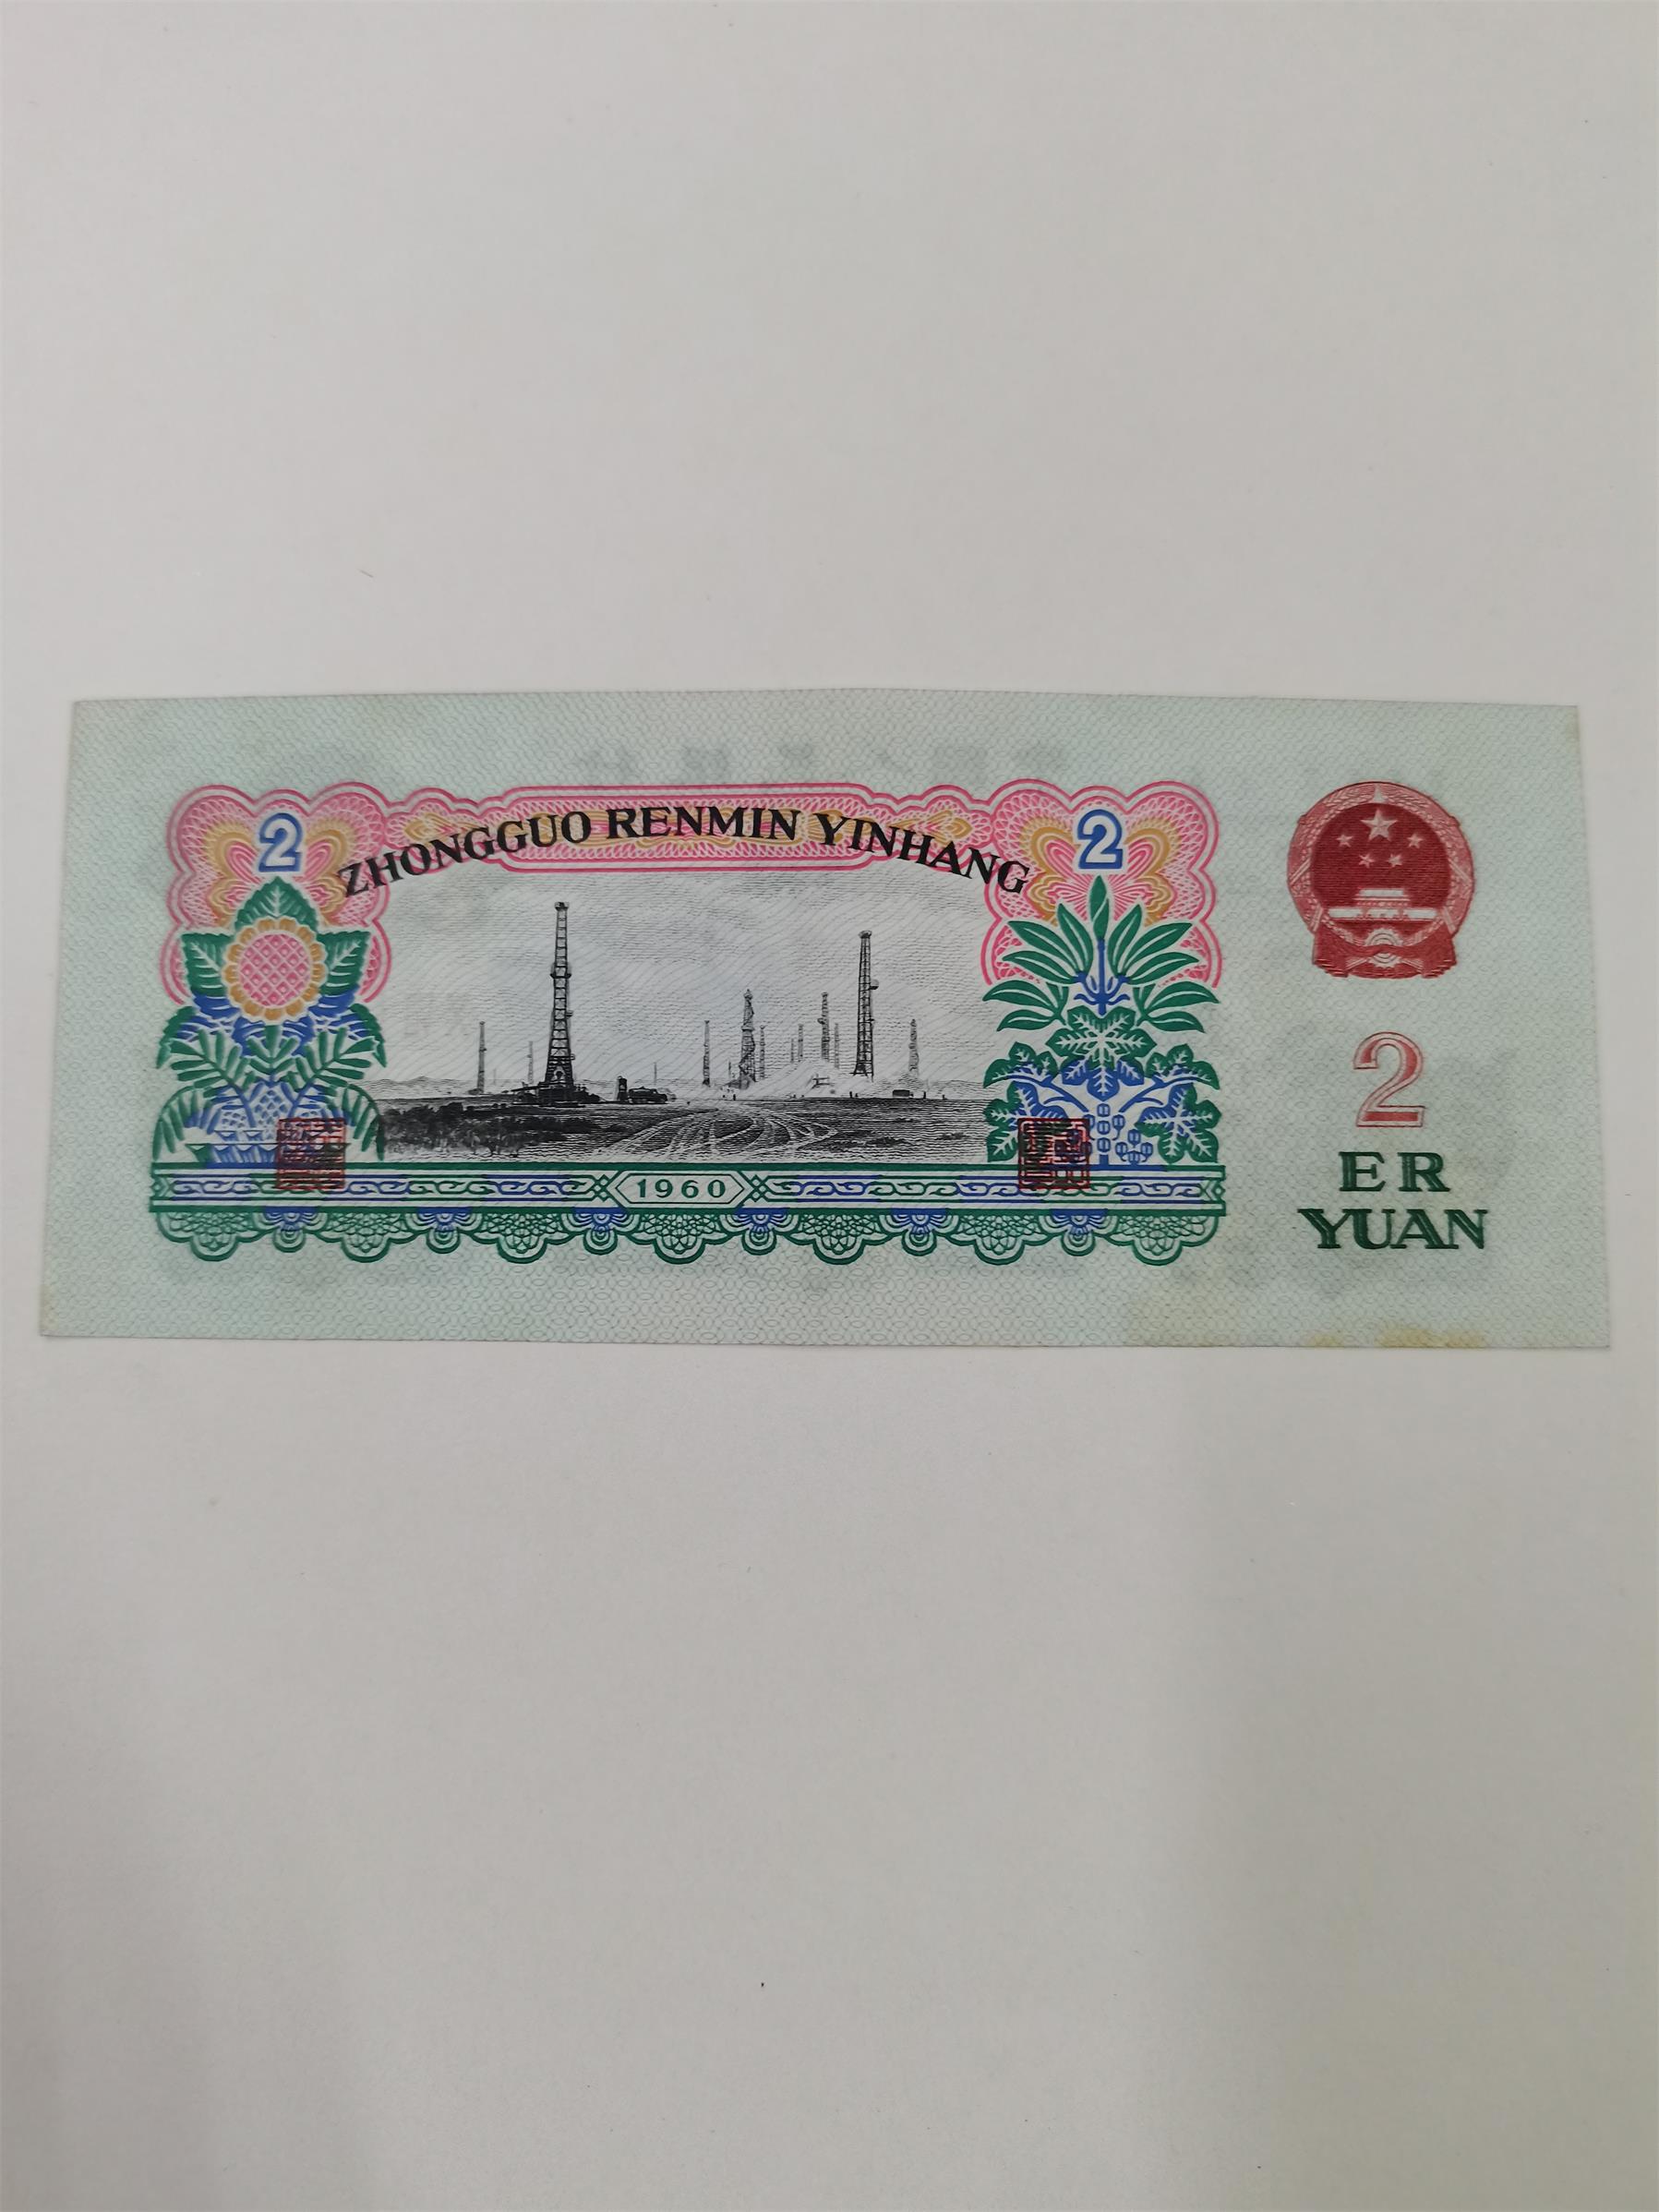 2 ZHONGGUO RENMIN YINHANG 2
1960
2
ER
YUAN